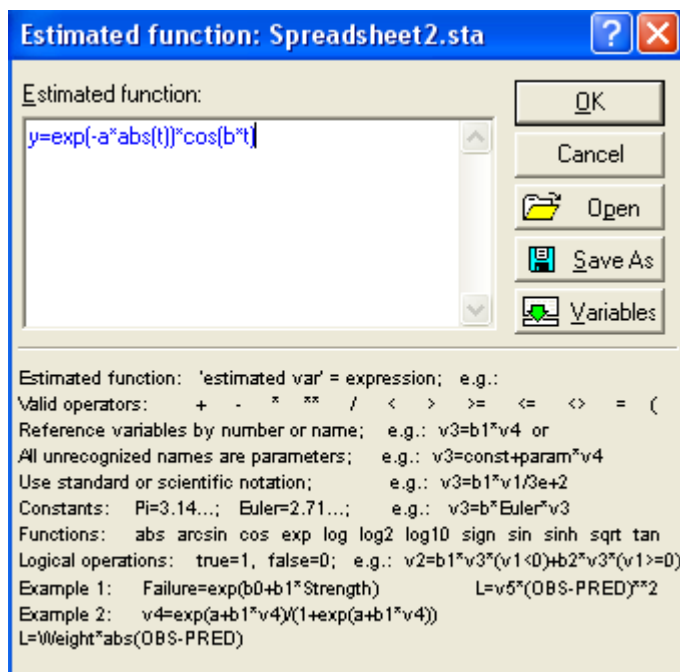 Estimated function: Spreadsheet2.sta
Estimated function:
y=exp(-a*abs(t))*cos(b*t)
OK
Cancel
Open
Save As
Variables
Estimated function: 'estimated var' = expression; e.g.:
Valid operators: + - * ** / < > >= <= <> = (
Reference variables by number or name; e.g.: v3=b1*v4 or
All unrecognized names are parameters; e.g.: v3=const+param*v4
Use standard or scientific notation; e.g.: v3=b*v1/3e+2
Constants: Pi=3.14...; Euler=2.71...; e.g.: v3=b*Euler*v3
Functions: abs arcsin cos exp log log2 log10 sign sin sinh sqrt tan
Logical operations: true=1, false=0; e.g.: v2=b1*v3*(v1<0)+b2*v3*(v1>=0)
Example 1: Failure=exp(b0+b1*Strength) L=v5*(OBS-PRED)**2
Example 2: v4=exp(a+b1*v4)/(1+exp(a+b1*v4))
L=Weight*abs(OBS-PRED)